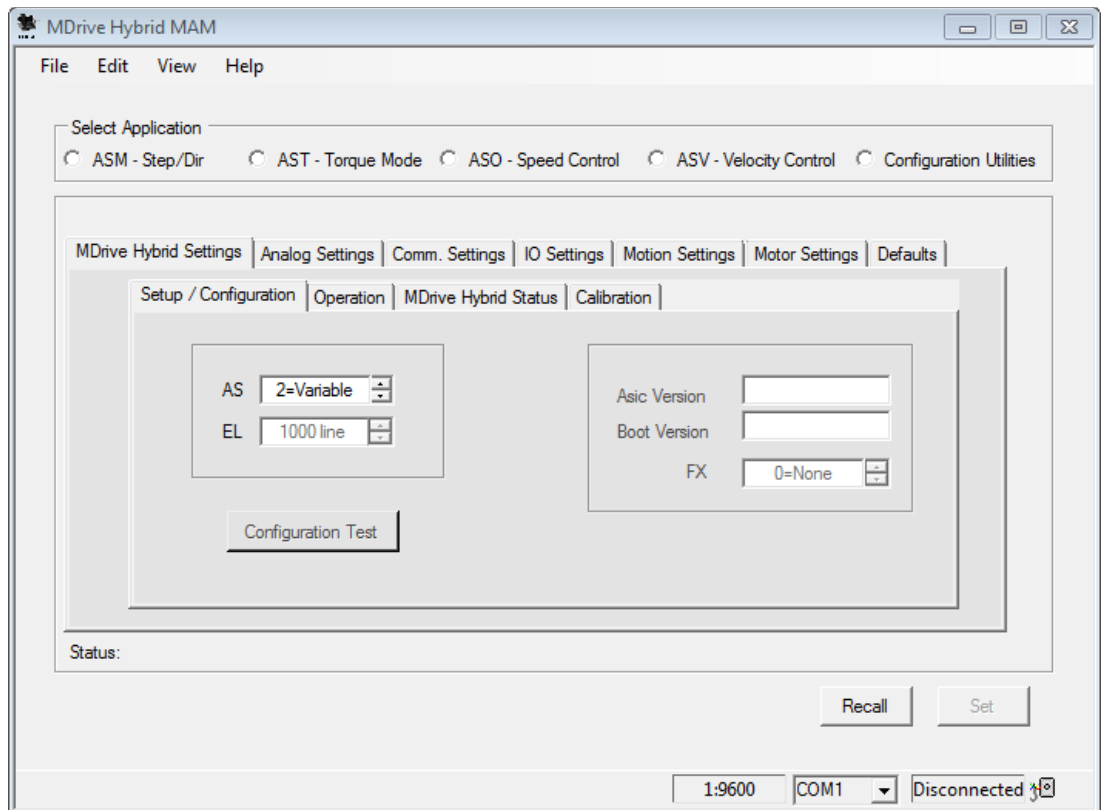 MDrive Hybrid MAM
File Edit View Help
Select Application
ASM - Step/Dir AST - Torque Mode ASO - Speed Control ASV - Velocity Control Configuration Utilities
MDrive Hybrid Settings Analog Settings Comm. Settings IO Settings Motion Settings Motor Settings Defaults
Setup / Configuration Operation MDrive Hybrid Status Calibration
AS 2=Variable
EL 1000 line
Asic Version
Boot Version
FX 0=None
Configuration Test
Status:
Recall Set
1:9600 COM1 Disconnected